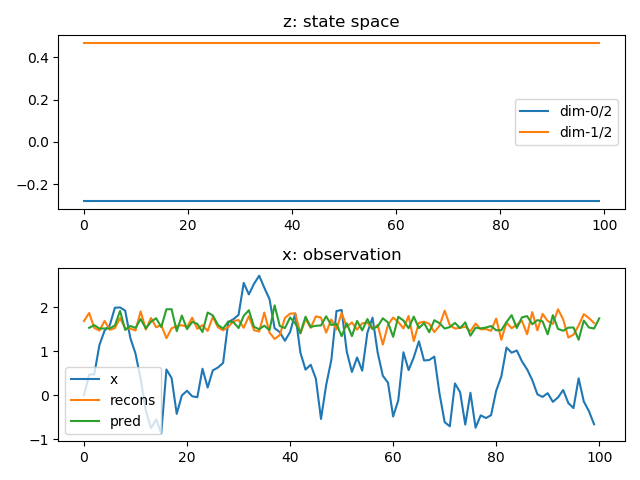 z: state space
0.4
0.2
0.0
−0.2
dim-0/2
dim-1/2
0 20 40 60 80 100
x: observation
2
1
0
−1
x
recons
pred
0 20 40 60 80 100